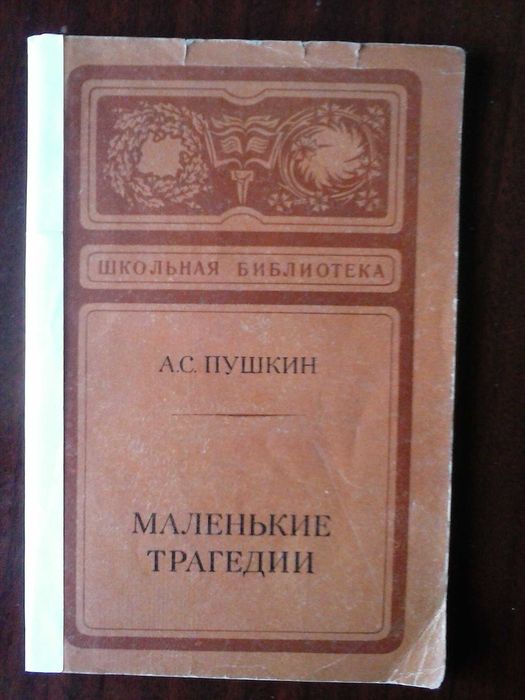 ШКОЛЬНАЯ БИБЛИОТЕКА
А.С. ПУШКИН
МАЛЕНЬКИЕ
ТРАГЕДИИ